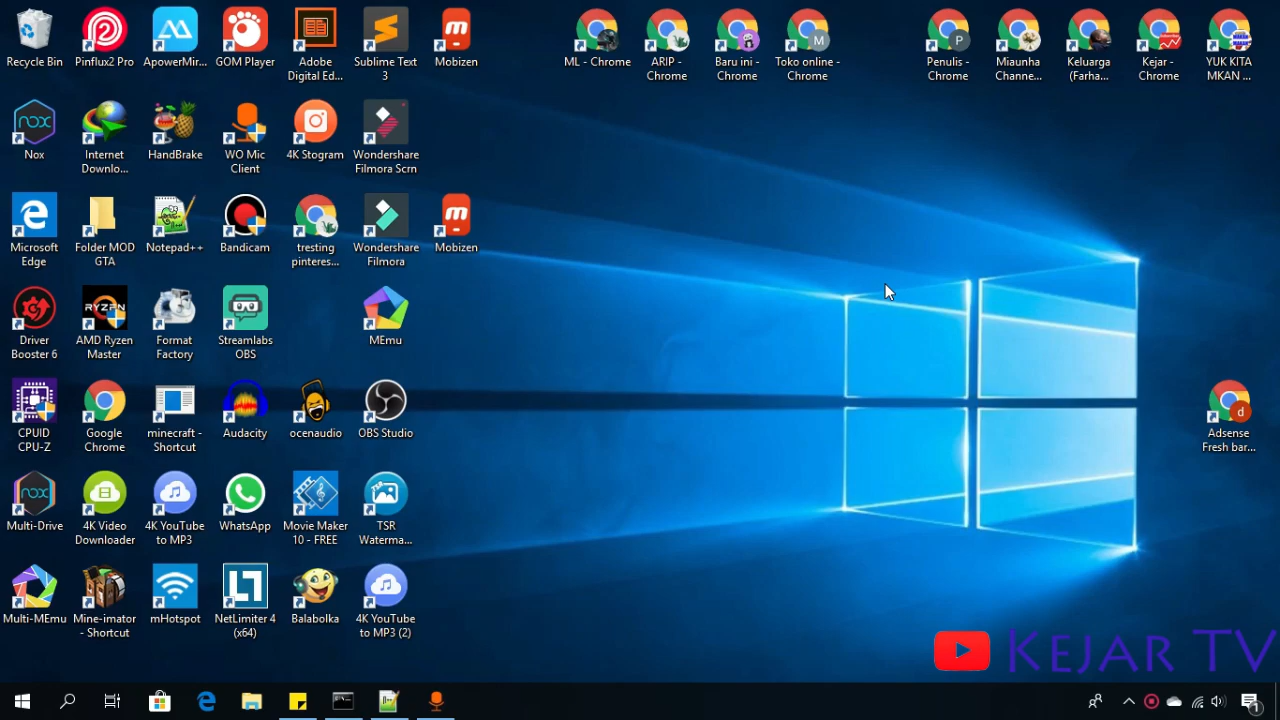 Recycle Bin
Pinflux2 Pro
ApowerMir...
GOM Player
Adobe
Digital Ed...
Sublime Text
3
Mobizen
ML - Chrome
ARIP -
Chrome
Baru ini -
Chrome
Toko online -
Chrome
Penulis -
Chrome
Miaunha
Channe...
Keluarga
(Farha...
Kejar -
Chrome
YUK KITA
MKAN ...
Nox
Internet
Downlo...
HandBrake
WO Mic
Client
4K Stogram
Wondershare
Filmora Scrn
Microsoft
Edge
Folder MOD
GTA
Notepad++
Bandicam
tresting
pinteres...
Wondershare
Filmora
Mobizen
Driver
Booster 6
AMD Ryzen
Master
Format
Factory
Streamlabs
OBS
MEmu
CPUID
CPU-Z
Google
Chrome
minecraft -
Shortcut
Audacity
ocenaudio
OBS Studio
Adsense
Fresh bar...
Multi-Drive
4K Video
Downloader
4K YouTube
to MP3
WhatsApp
Movie Maker
10 - FREE
TSR
Waterma...
Multi-MEmu
Mine-imator
- Shortcut
mHotspot
NetLimiter 4
(x64)
Balabolka
4K YouTube
to MP3 (2)
Kejar TV